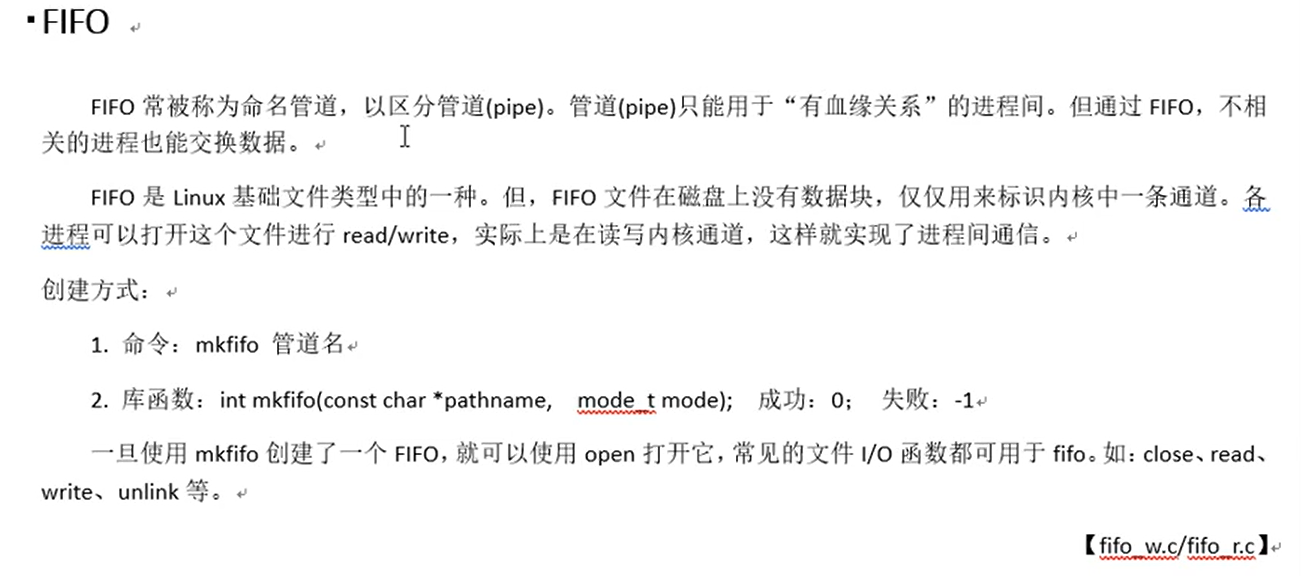 ▪FIFO
FIFO 常被称为命名管道，以区分管道(pipe)。管道(pipe)只能用于“有血缘关系”的进程间。但通过 FIFO，不相
关的进程也能交换数据。
FIFO 是 Linux 基础文件类型中的一种。但，FIFO 文件在磁盘上没有数据块，仅仅用来标识内核中一条通道。各
进程可以打开这个文件进行 read/write，实际上是在读写内核通道，这样就实现了进程间通信。
创建方式：
1. 命令：mkfifo 管道名
2. 库函数：int mkfifo(const char *pathname,  mode_t mode);  成功：0；  失败：-1
一旦使用 mkfifo 创建了一个 FIFO，就可以使用 open 打开它，常见的文件 I/O 函数都可用于 fifo。如：close、read、
write、unlink 等。
【fifo_w.c/fifo_r.c】